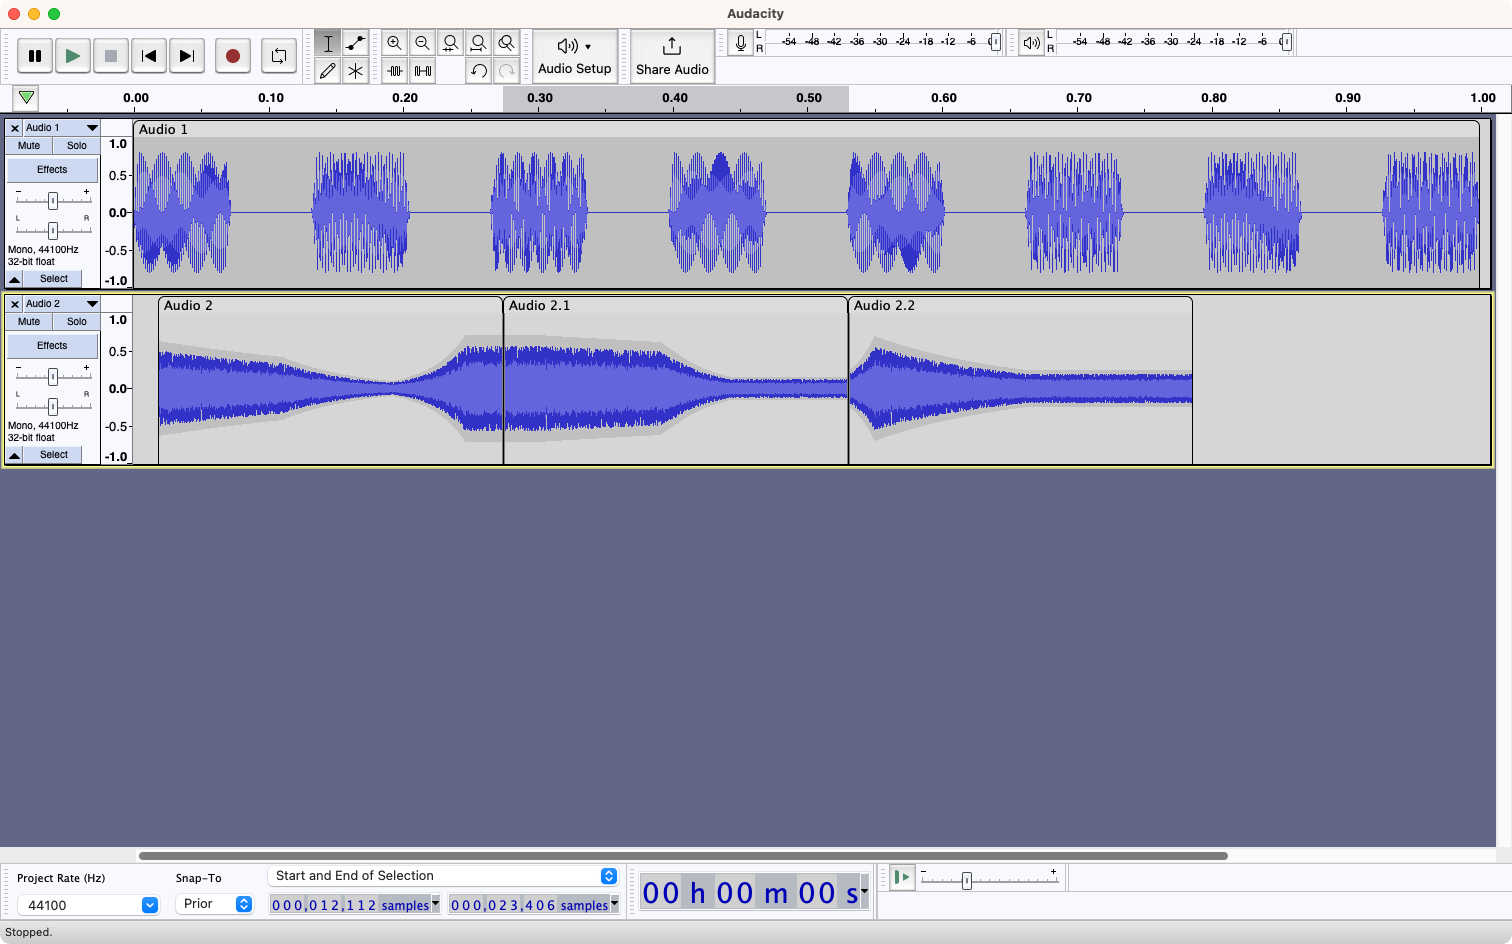 Audacity
Audio Setup
Share Audio
L
R
-54 -48 -42 -36 -30 -24 -18 -12 -6 0
L
R
-54 -48 -42 -36 -30 -24 -18 -12 -6 0
0.00 0.10 0.20 0.30 0.40 0.50 0.60 0.70 0.80 0.90 1.00
Audio 1
Mute Solo
Effects
- +
L R
Mono, 44100Hz
32-bit float
Select
1.0
0.5
0.0
-0.5
-1.0
Audio 1
Audio 2
Mute Solo
Effects
- +
L R
Mono, 44100Hz
32-bit float
Select
1.0
0.5
0.0
-0.5
-1.0
Audio 2 Audio 2.1 Audio 2.2
Project Rate (Hz)
44100
Snap-To
Prior
Start and End of Selection
000,012,112 samples 000,023,406 samples
00 h 00 m 00 s
- +
Stopped.